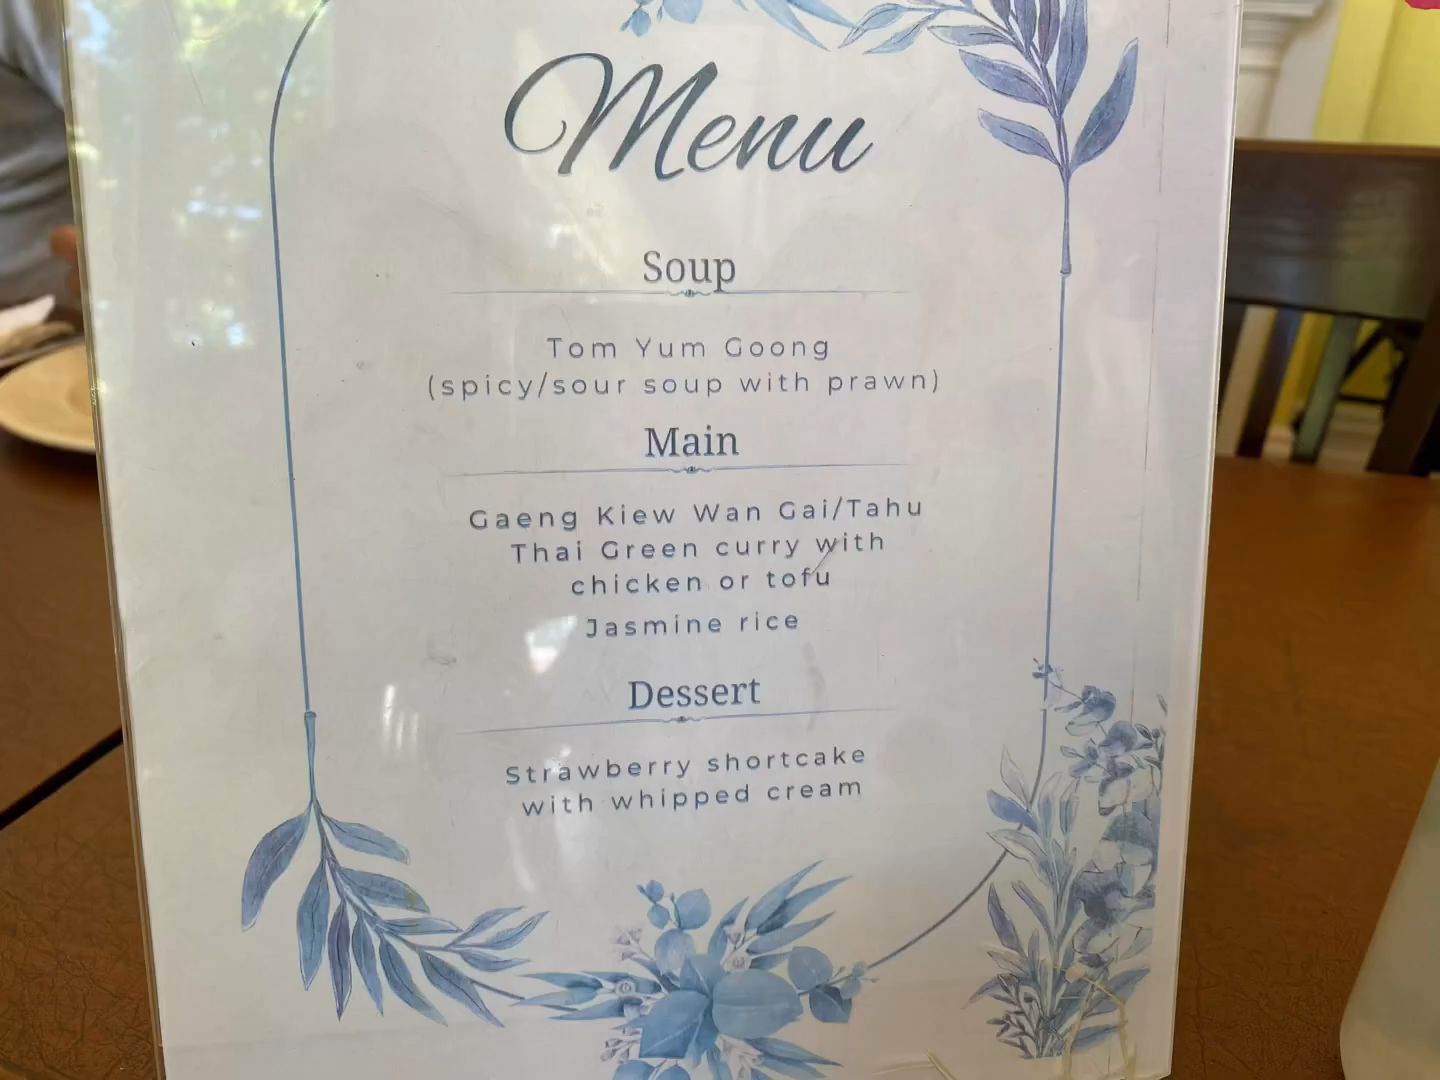 Menu
Soup
Tom Yum Goong
(spicy/sour soup with prawn)
Main
Gaeng Kiew Wan Gai/Tahu
Thai Green curry with
chicken or tofu
Jasmine rice
Dessert
Strawberry shortcake
with whipped cream